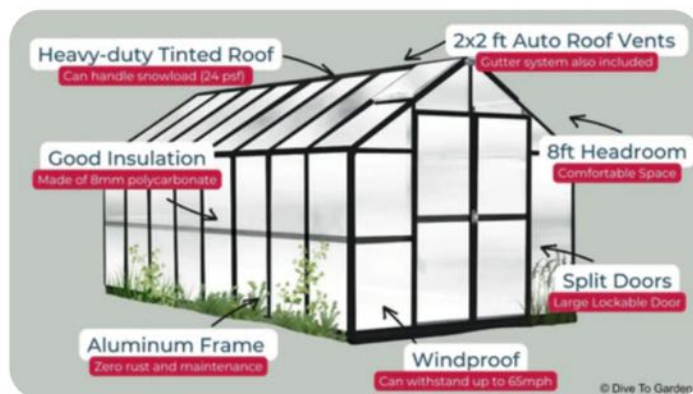 Heavy-duty Tinted Roof
Can handle snowload (24 psf)
2x2 ft Auto Roof Vents
Gutter system also included
Good Insulation
Made of 8mm polycarbonate
8ft Headroom
Comfortable Space
Split Doors
Large Lockable Door
Aluminum Frame
Zero rust and maintenance
Windproof
Can withstand up to 65mph
© Dive To Garden